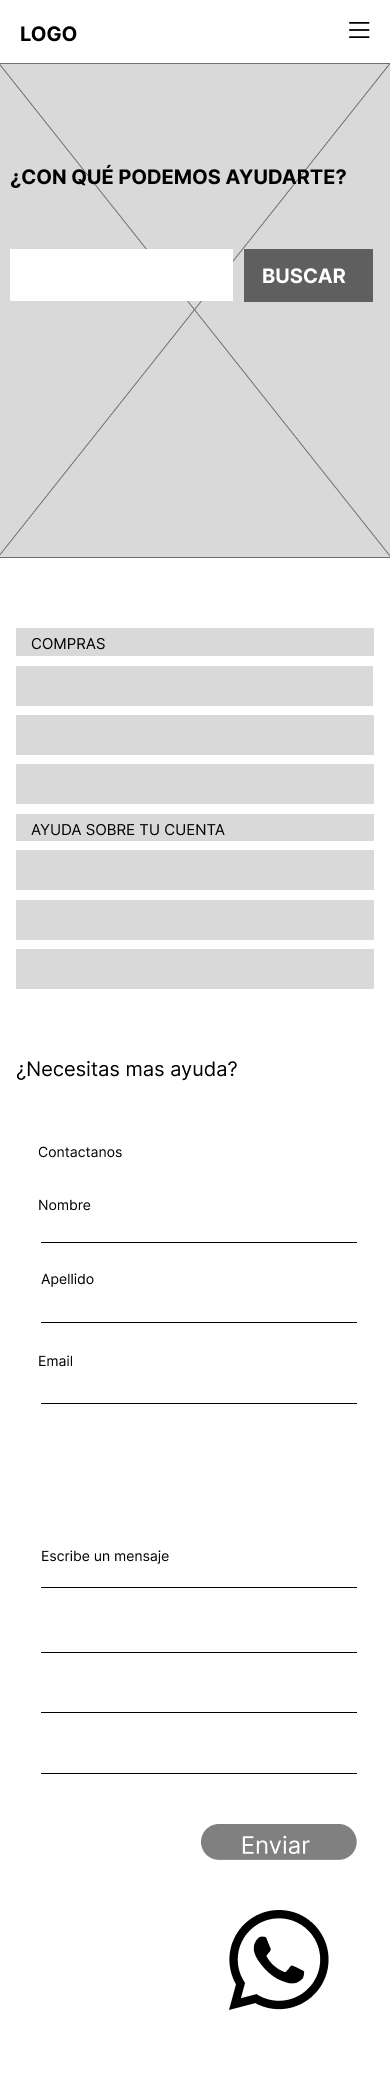 LOGO
¿CON QUÉ PODEMOS AYUDARTE?
BUSCAR
COMPRAS
AYUDA SOBRE TU CUENTA
¿Necesitas mas ayuda?
Contactanos
Nombre
Apellido
Email
Escribe un mensaje
Enviar